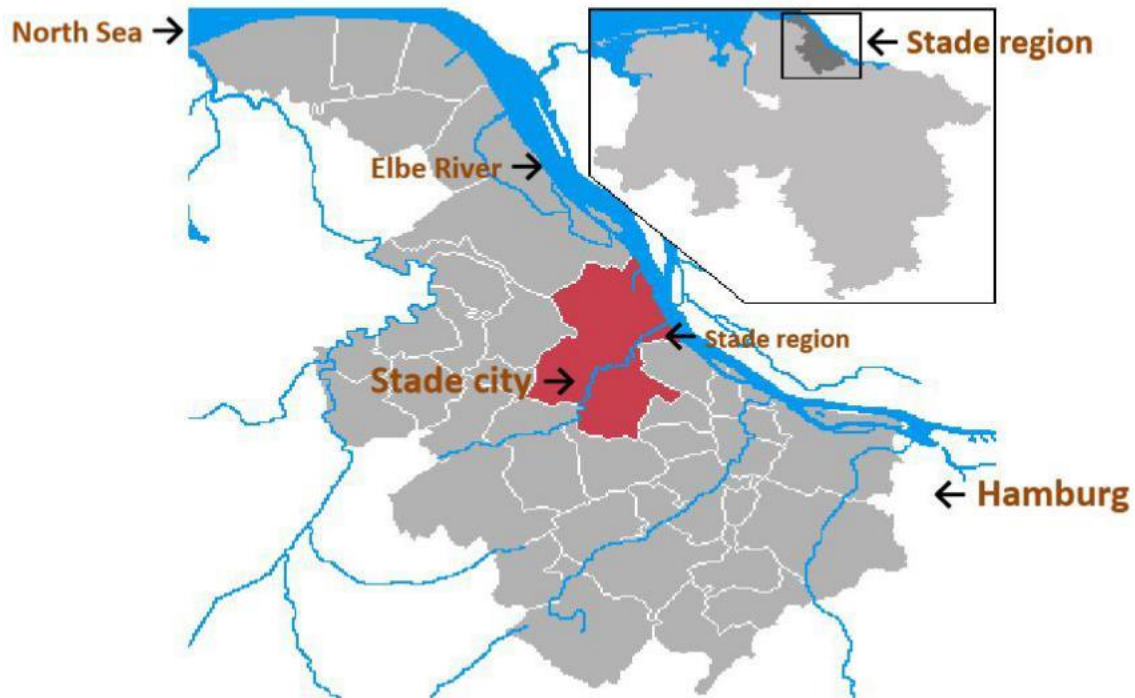 North Sea →
← Stade region
Elbe River →
← Stade region
Stade city →
← Hamburg